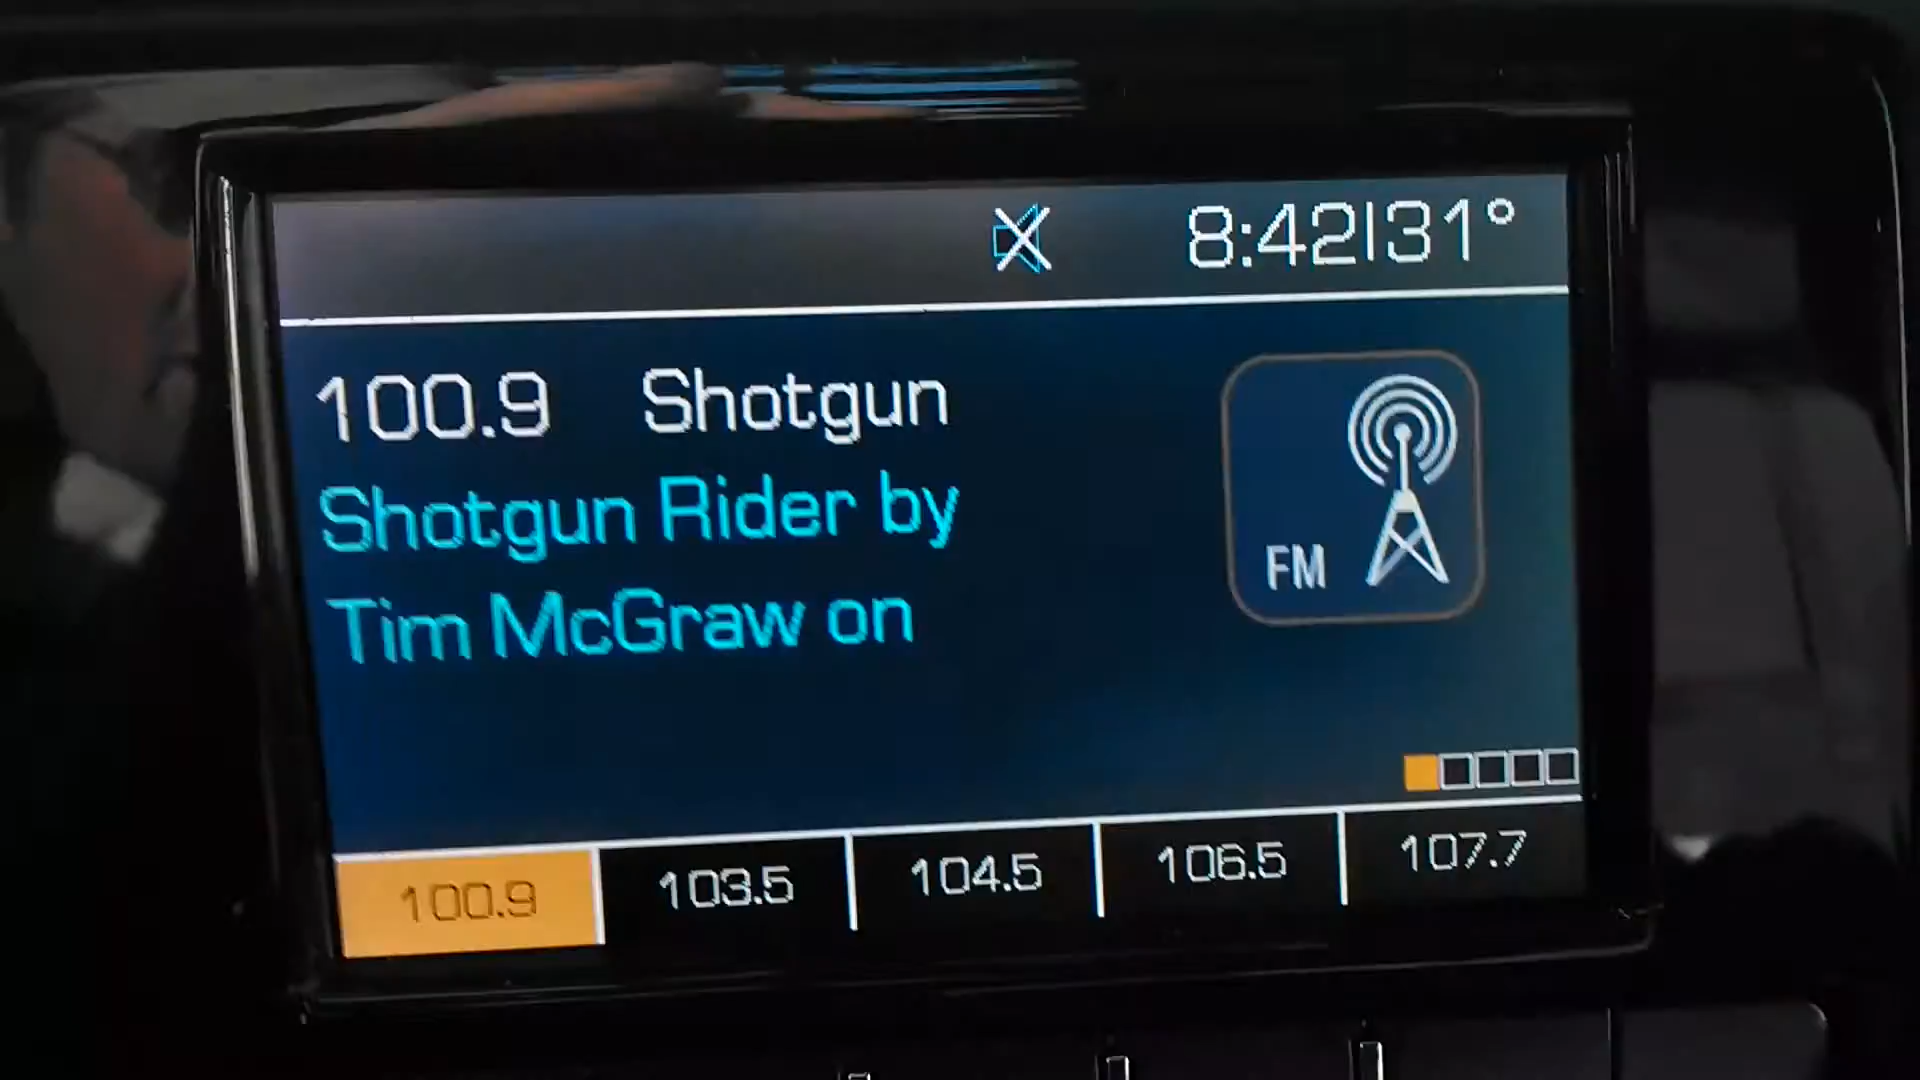 8:42|31°
100.9 Shotgun
Shotgun Rider by
Tim McGraw on
FM
100.9 103.5 104.5 106.5 107.7